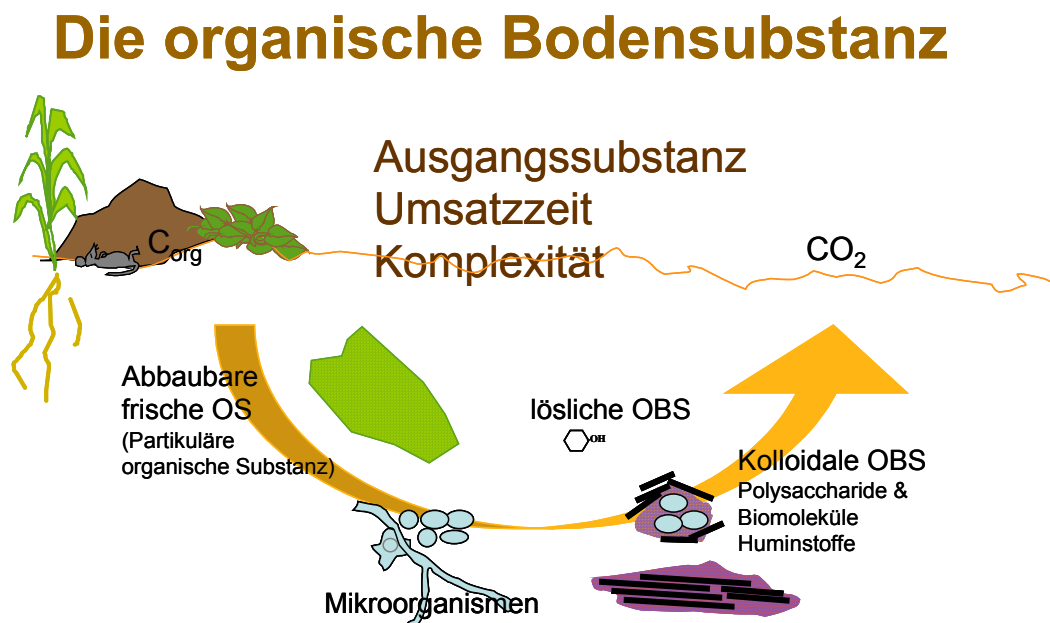 Die organische Bodensubstanz
Ausgangssubstanz
Umsatzzeit
Komplexität
Corg
CO2
Abbaubare
frische OS
(Partikuläre
organische Substanz)
lösliche OBS
OH
Kolloidale OBS
Polysaccharide &
Biomoleküle
Huminstoffe
Mikroorganismen